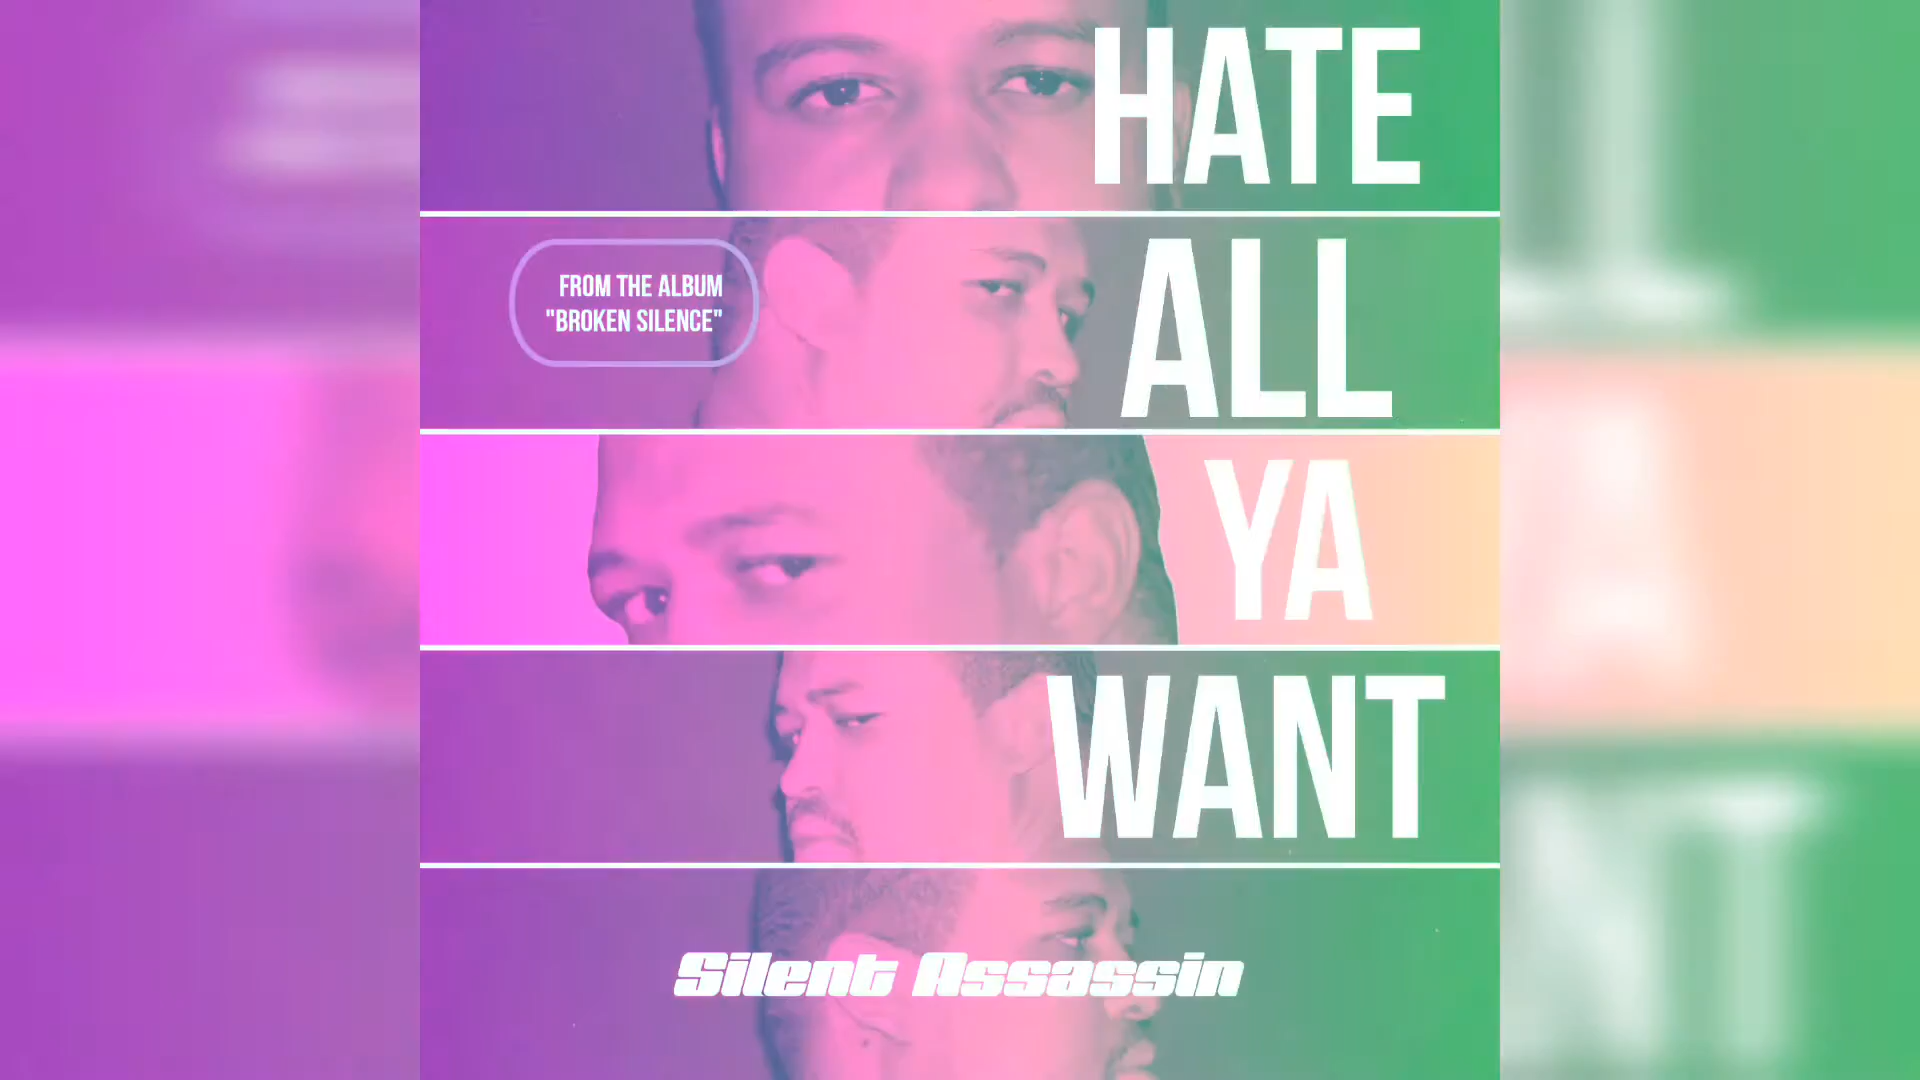 HATE
FROM THE ALBUM
"BROKEN SILENCE"
ALL
YA
WANT
Silent Assassin